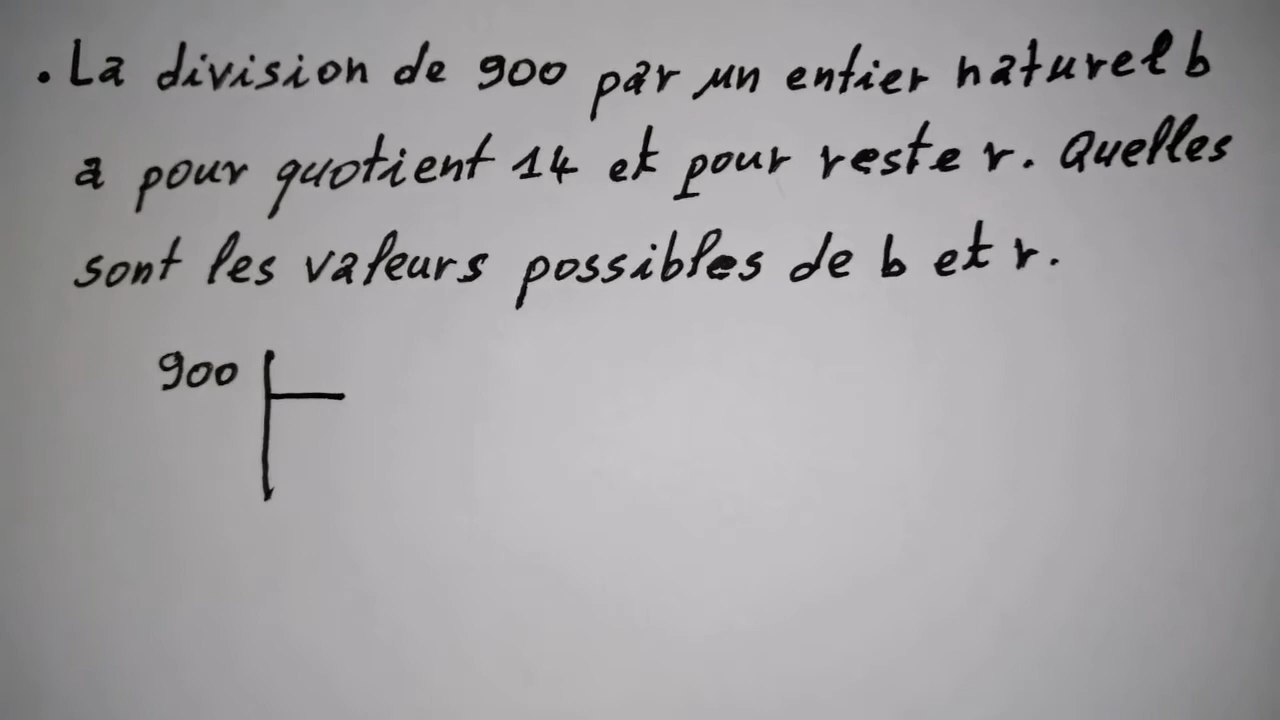 . La division de 900 par un entier naturel b
a pour quotient 14 et pour reste r. Quelles
sont les valeurs possibles de b et r.
900